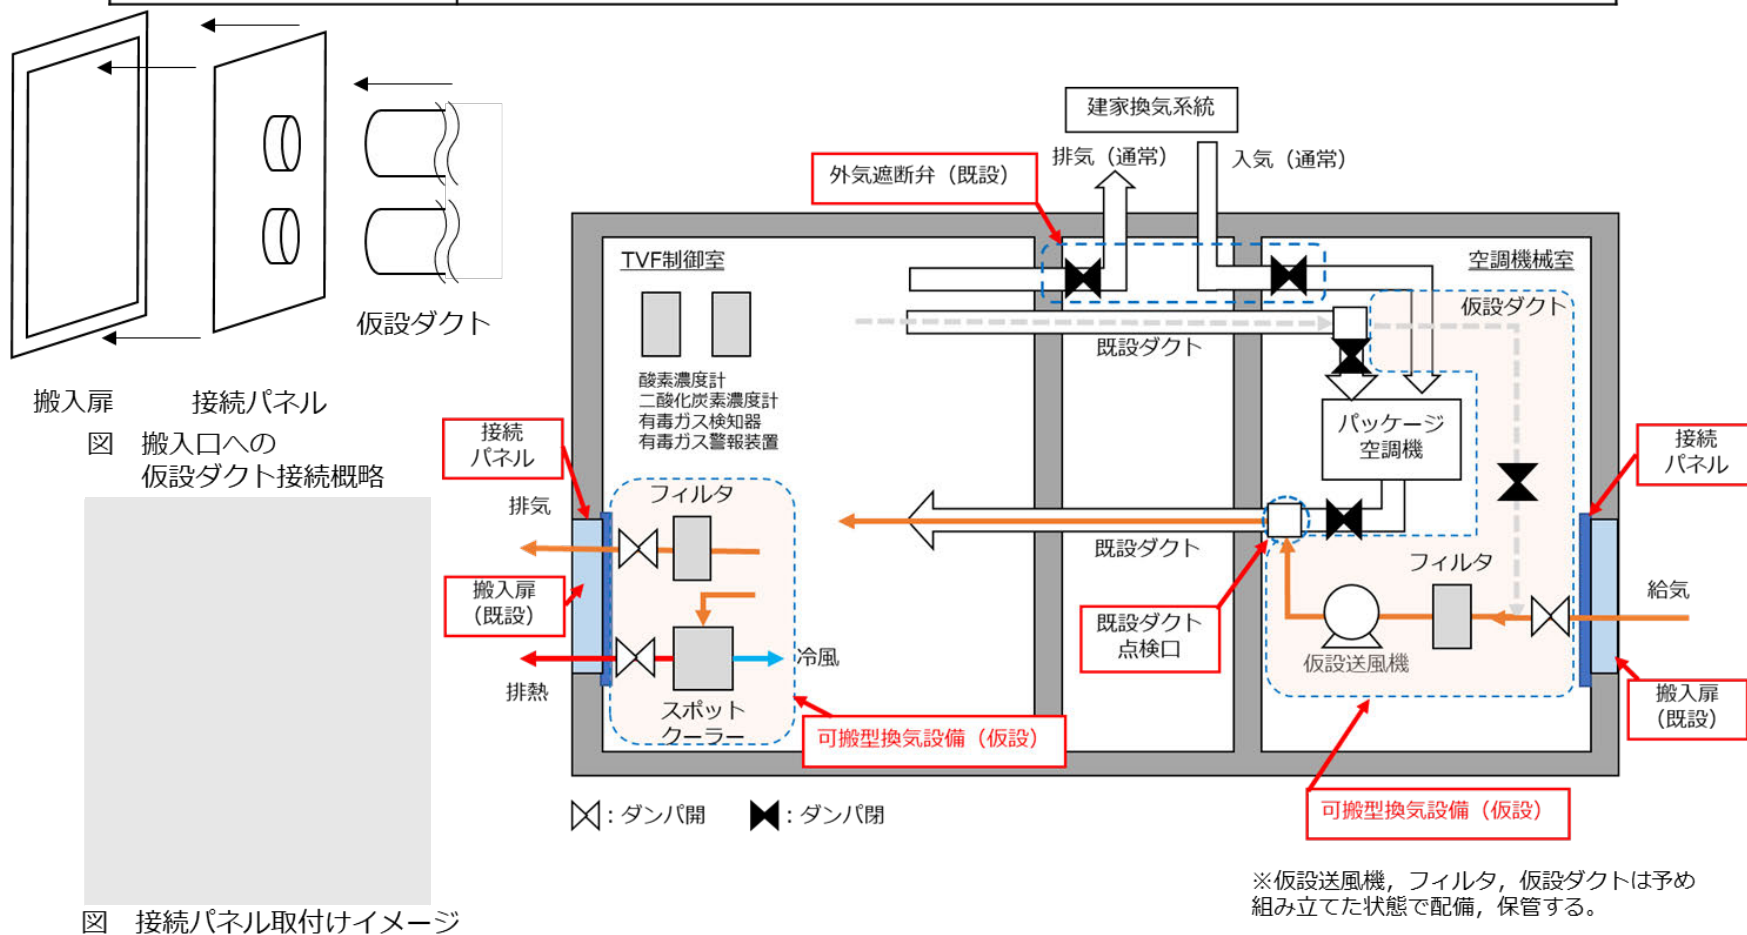 搬入扉
接続パネル
仮設ダクト
図　搬入口への
仮設ダクト接続概略
図　接続パネル取付けイメージ
建家換気系統
排気（通常）
入気（通常）
外気遮断弁（既設）
TVF制御室
空調機械室
仮設ダクト
既設ダクト
酸素濃度計
二酸化炭素濃度計
有毒ガス検知器
有毒ガス警報装置
パッケージ
空調機
接続
パネル
接続
パネル
排気
フィルタ
既設ダクト
フィルタ
搬入扉
（既設）
給気
既設ダクト
点検口
仮設送風機
冷風
排熱
スポット
クーラー
可搬型換気設備（仮設）
搬入扉
（既設）
可搬型換気設備（仮設）
：ダンパ開
：ダンパ閉
※仮設送風機，フィルタ，仮設ダクトは予め
組み立てた状態で配備，保管する。